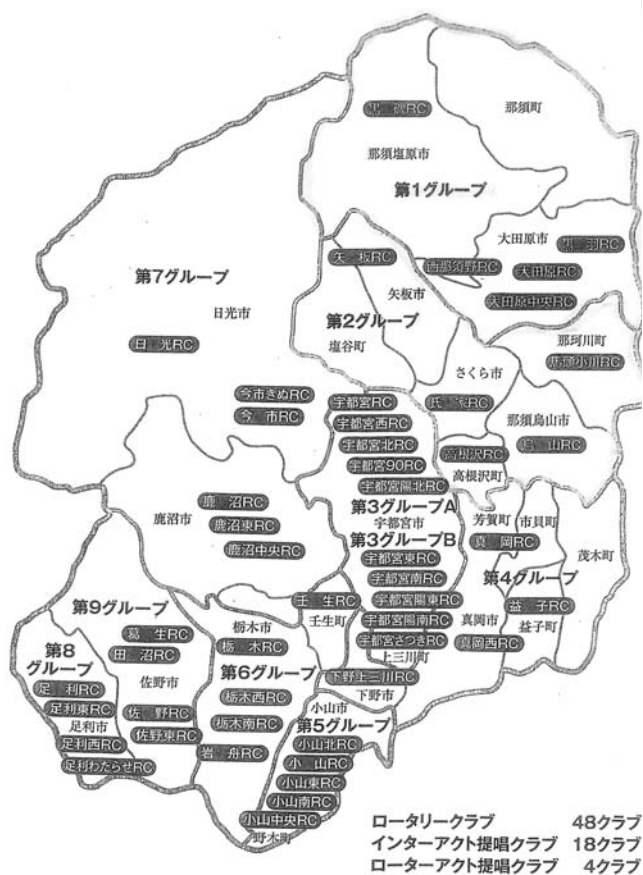 那須町
黒磯RC
那須塩原市
第1グループ
大田原市
黒羽RC
矢板RC
西那須野RC
大田原RC
第7グループ
矢板市
大田原中央RC
日光市
第2グループ
那珂川町
日光RC
塩谷町
馬頭小川RC
さくら市
今市きぬRC
宇都宮RC
氏家RC
那須烏山市
今市RC
宇都宮西RC
宇都宮北RC
高根沢RC
烏山RC
宇都宮90RC
高根沢町
宇都宮陽北RC
鹿沼RC
第3グループA
芳賀町
市貝町
鹿沼市
鹿沼東RC
宇都宮市
真岡RC
茂木町
鹿沼中央RC
第3グループB
宇都宮東RC
第4グループ
宇都宮南RC
第9グループ
壬生RC
宇都宮陽東RC
益子RC
栃木市
壬生町
宇都宮陽南RC
真岡市
益子町
葛生RC
栃木RC
宇都宮さつきRC
真岡西RC
第8
グループ
田沼RC
第6グループ
上三川町
佐野市
下野上三川RC
足利RC
栃木西RC
下野市
足利東RC
佐野RC
小山市
足利市
栃木南RC
第5グループ
足利西RC
佐野東RC
小山北RC
足利わたらせRC
岩舟RC
小山RC
小山東RC
小山南RC
小山中央RC
野木町
ロータリークラブ 48クラブ
インターアクト提唱クラブ 18クラブ
ローターアクト提唱クラブ 4クラブ